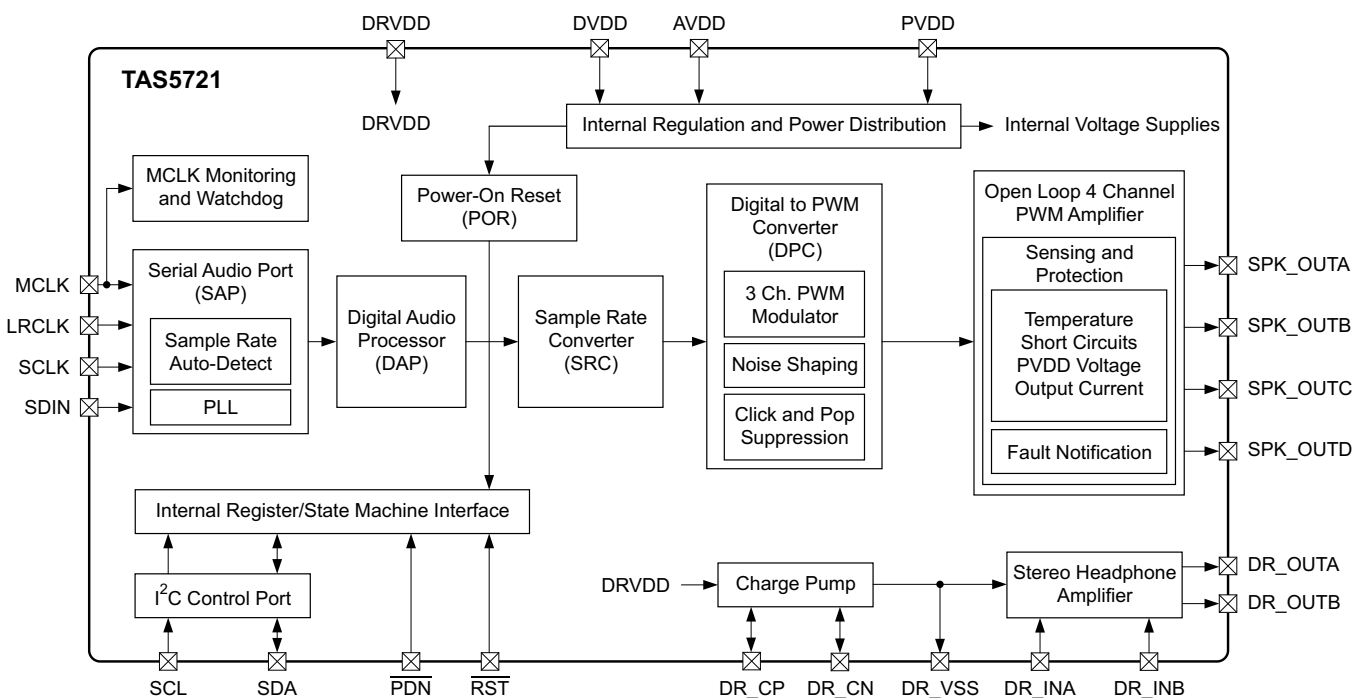 DRVDD
DVDD
AVDD
PVDD
TAS5721
DRVDD
Internal Regulation and Power Distribution
Internal Voltage Supplies
MCLK Monitoring
and Watchdog
Power-On Reset
(POR)
Digital to PWM
Converter
(DPC)
Open Loop 4 Channel
PWM Amplifier
MCLK
LRCLK
SCLK
SDIN
Serial Audio Port
(SAP)
Sample Rate
Auto-Detect
PLL
Digital Audio
Processor
(DAP)
Sample Rate
Converter
(SRC)
3 Ch. PWM
Modulator
Noise Shaping
Click and Pop
Suppression
Sensing and
Protection
Temperature
Short Circuits
PVDD Voltage
Output Current
Fault Notification
SPK_OUTA
SPK_OUTB
SPK_OUTC
SPK_OUTD
Internal Register/State Machine Interface
I²C Control Port
DRVDD
Charge Pump
Stereo Headphone
Amplifier
DR_OUTA
DR_OUTB
SCL
SDA
P̅D̅N̅
R̅S̅T̅
DR_CP
DR_CN
DR_VSS
DR_INA
DR_INB